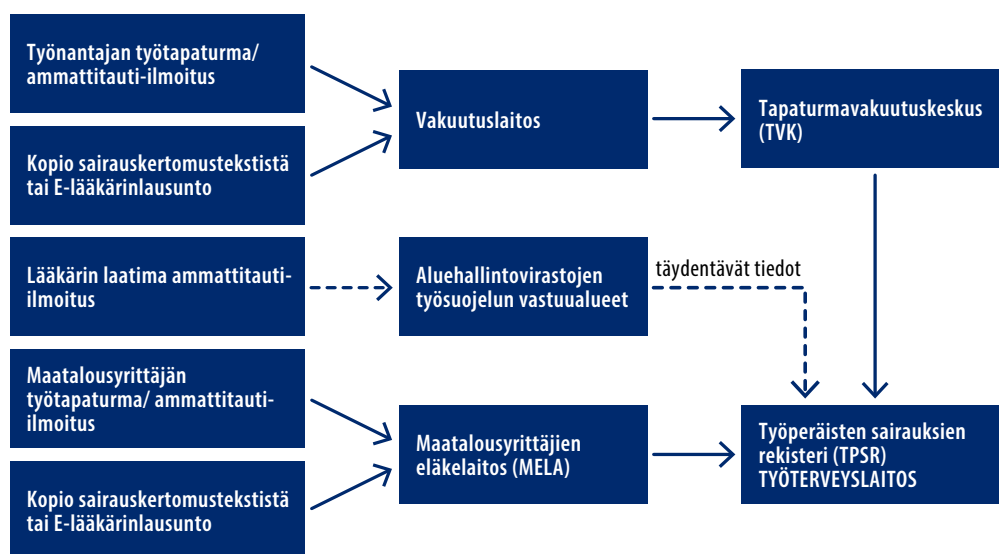 Työnantajan työtapaturma/
ammattitauti-ilmoitus
Vakuutuslaitos
Tapaturmavakuutuskeskus
(TVK)
Kopio sairauskertomustekstistä
tai E-lääkärinlausunto
Lääkärin laatima ammattitauti-
ilmoitus
Aluehallintovirastojen
työsuojelun vastuualueet
täydentävät tiedot
Maatalousyrittäjän
työtapaturma/ ammattitauti-
ilmoitus
Maatalousyrittäjien
eläkelaitos (MELA)
Työperäisten sairauksien
rekisteri (TPSR)
TYÖTERVEYSLAITOS
Kopio sairauskertomustekstistä
tai E-lääkärinlausunto